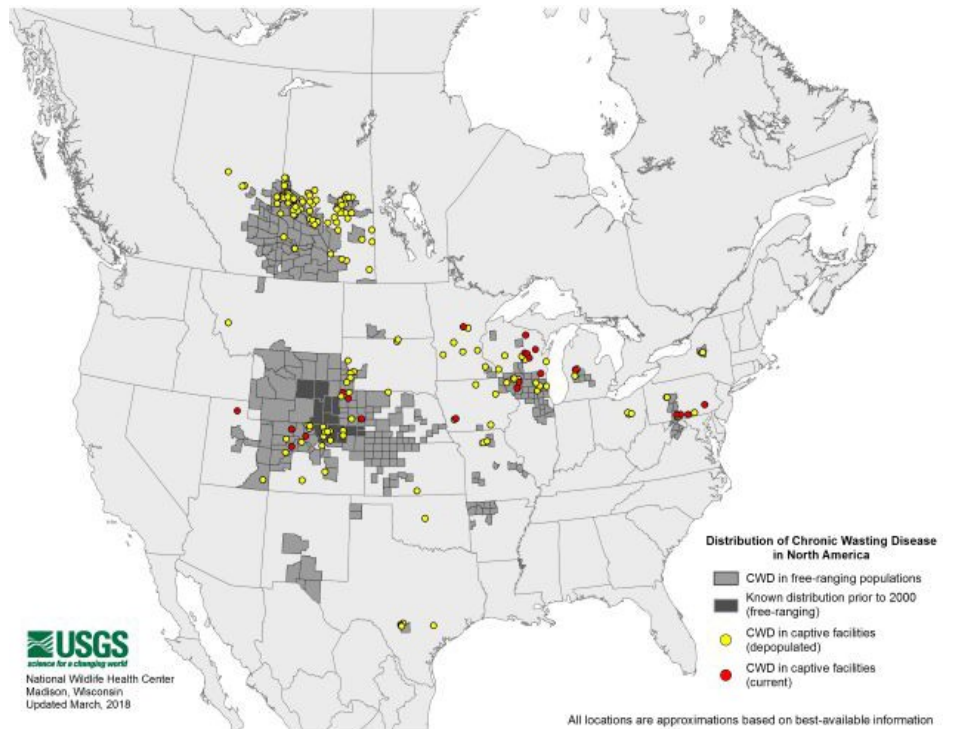 Distribution of Chronic Wasting Disease
in North America
CWD in free-ranging populations
Known distribution prior to 2000
(free-ranging)
CWD in captive facilities
(depopulated)
CWD in captive facilities
(current)
USGS
science for a changing world
National Wildlife Health Center
Madison, Wisconsin
Updated March, 2018
All locations are approximations based on best-available information